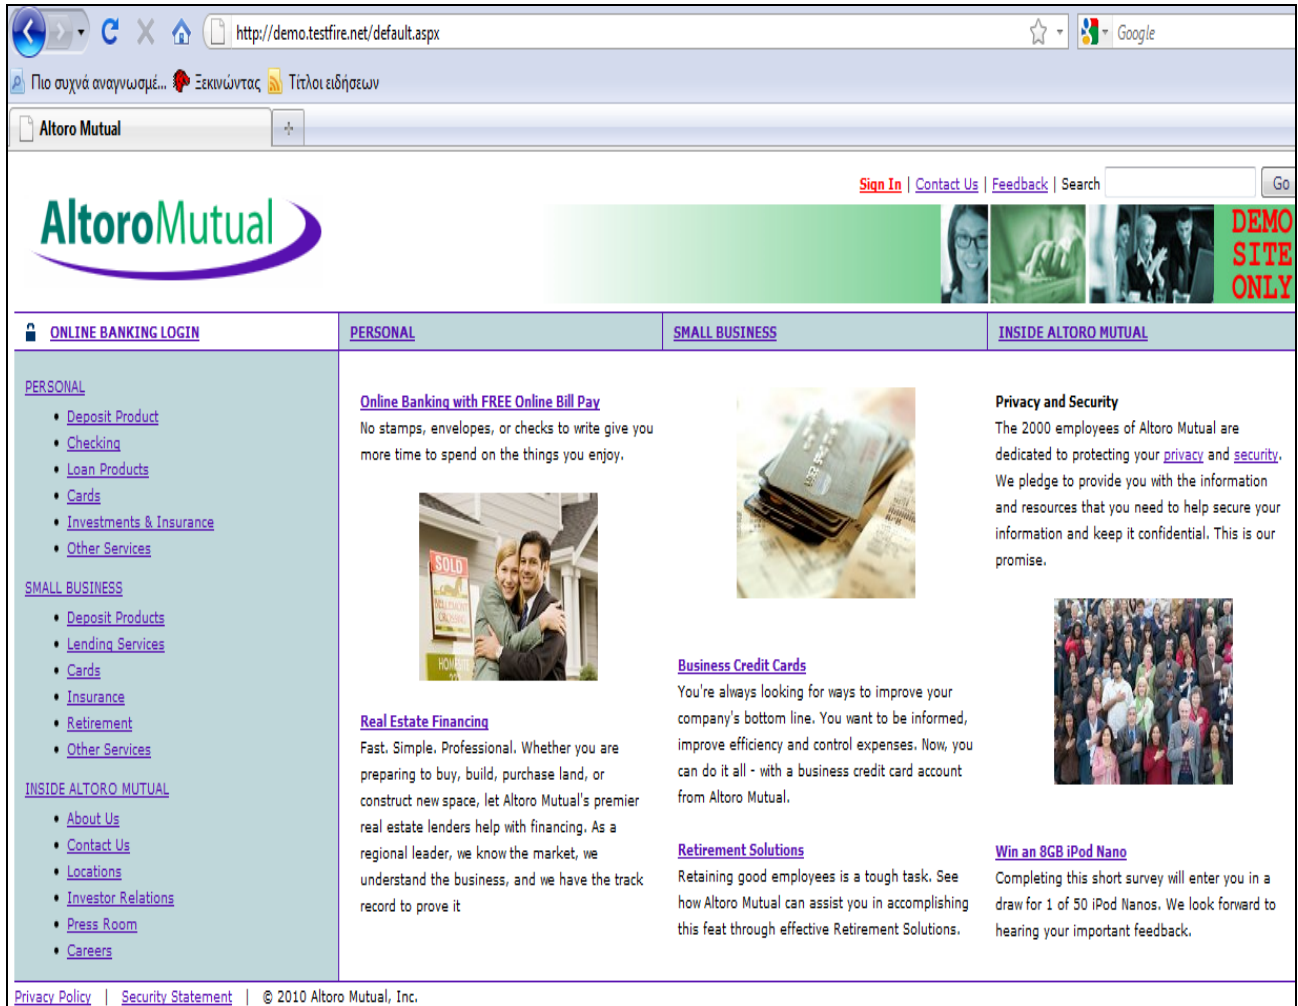 http://demo.testfire.net/default.aspx
Google
Πιο συχνά αναγνωσμέ... Ξεκινώντας Τίτλοι ειδήσεων
Altoro Mutual
Sign In | Contact Us | Feedback | Search Go
AltoroMutual
DEMO
SITE
ONLY
ONLINE BANKING LOGIN
PERSONAL
SMALL BUSINESS
INSIDE ALTORO MUTUAL
PERSONAL
Deposit Product
Checking
Loan Products
Cards
Investments & Insurance
Other Services
SMALL BUSINESS
Deposit Products
Lending Services
Cards
Insurance
Retirement
Other Services
INSIDE ALTORO MUTUAL
About Us
Contact Us
Locations
Investor Relations
Press Room
Careers
Online Banking with FREE Online Bill Pay
No stamps, envelopes, or checks to write give you
more time to spend on the things you enjoy.
SOLD
Real Estate Financing
Fast. Simple. Professional. Whether you are
preparing to buy, build, purchase land, or
construct new space, let Altoro Mutual's premier
real estate lenders help with financing. As a
regional leader, we know the market, we
understand the business, and we have the track
record to prove it
Business Credit Cards
You're always looking for ways to improve your
company's bottom line. You want to be informed,
improve efficiency and control expenses. Now, you
can do it all - with a business credit card account
from Altoro Mutual.
Retirement Solutions
Retaining good employees is a tough task. See
how Altoro Mutual can assist you in accomplishing
this feat through effective Retirement Solutions.
Privacy and Security
The 2000 employees of Altoro Mutual are
dedicated to protecting your privacy and security.
We pledge to provide you with the information
and resources that you need to help secure your
information and keep it confidential. This is our
promise.
Win an 8GB iPod Nano
Completing this short survey will enter you in a
draw for 1 of 50 iPod Nanos. We look forward to
hearing your important feedback.
Privacy Policy | Security Statement | © 2010 Altoro Mutual, Inc.